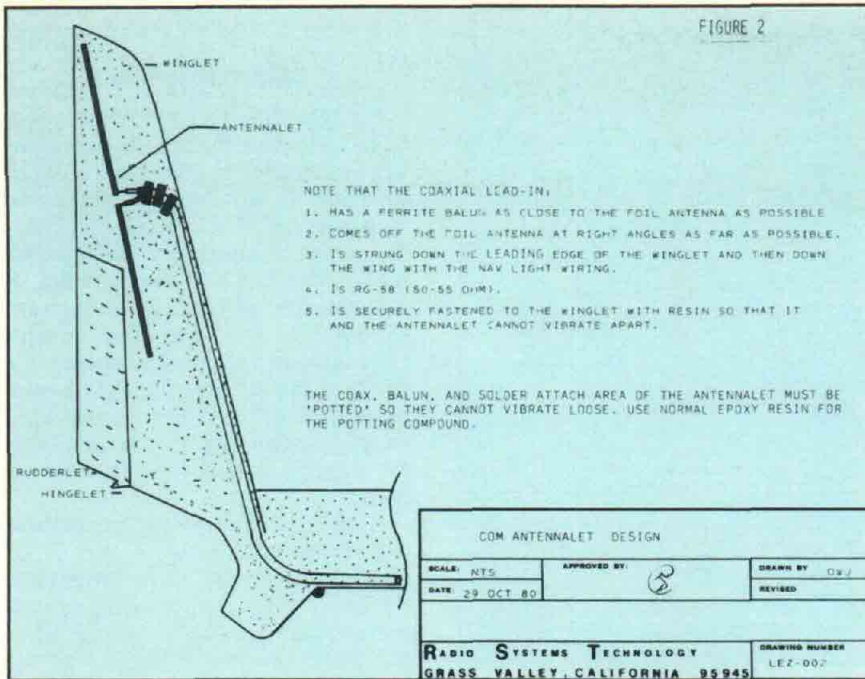 FIGURE 2
WINGLET
ANTENNALET
NOTE THAT THE COAXIAL LEAD-IN:
1. HAS A FERRITE BALUN AS CLOSE TO THE FOIL ANTENNA AS POSSIBLE
2. COMES OFF THE FOIL ANTENNA AT RIGHT ANGLES AS FAR AS POSSIBLE.
3. IS STRUNG DOWN THE LEADING EDGE OF THE WINGLET AND THEN DOWN
THE WING WITH THE NAV LIGHT WIRING.
4. IS RG-58 (50-55 OHM).
5. IS SECURELY FASTENED TO THE WINGLET WITH RESIN SO THAT IT
AND THE ANTENNALET CANNOT VIBRATE APART.
THE COAX, BALUN, AND SOLDER ATTACH AREA OF THE ANTENNALET MUST BE
'POTTED' SO THEY CANNOT VIBRATE LOOSE. USE NORMAL EPOXY RESIN FOR
THE POTTING COMPOUND.
RUDDERLET
HINGELET
COM ANTENNALET DESIGN
SCALE: NTS
APPROVED BY:
DRAWN BY
DATE: 29 OCT 80
REVISED
RADIO SYSTEMS TECHNOLOGY
GRASS VALLEY, CALIFORNIA 95945
DRAWING NUMBER
LEZ-002